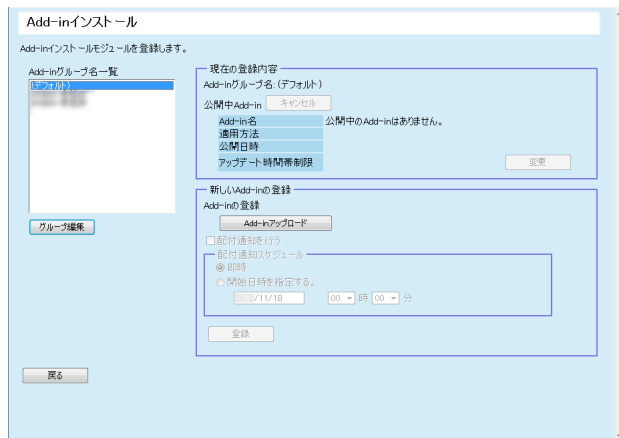 Add-inインストール
Add-inインストールモジュールを登録します。
Add-inグループ名一覧
(デフォルト)
グループ編集
戻る
現在の登録内容
Add-inグループ名:(デフォルト)
公開中Add-in キャンセル
Add-in名 公開中のAdd-inはありません。
適用方法
公開日時
アップデート時間帯制限 変更
新しいAdd-inの登録
Add-inの登録
Add-inアップロード
配付通知を行う
配付通知スケジュール
即時
開始日時を指定する。
/11/18 00 時 00 分
登録